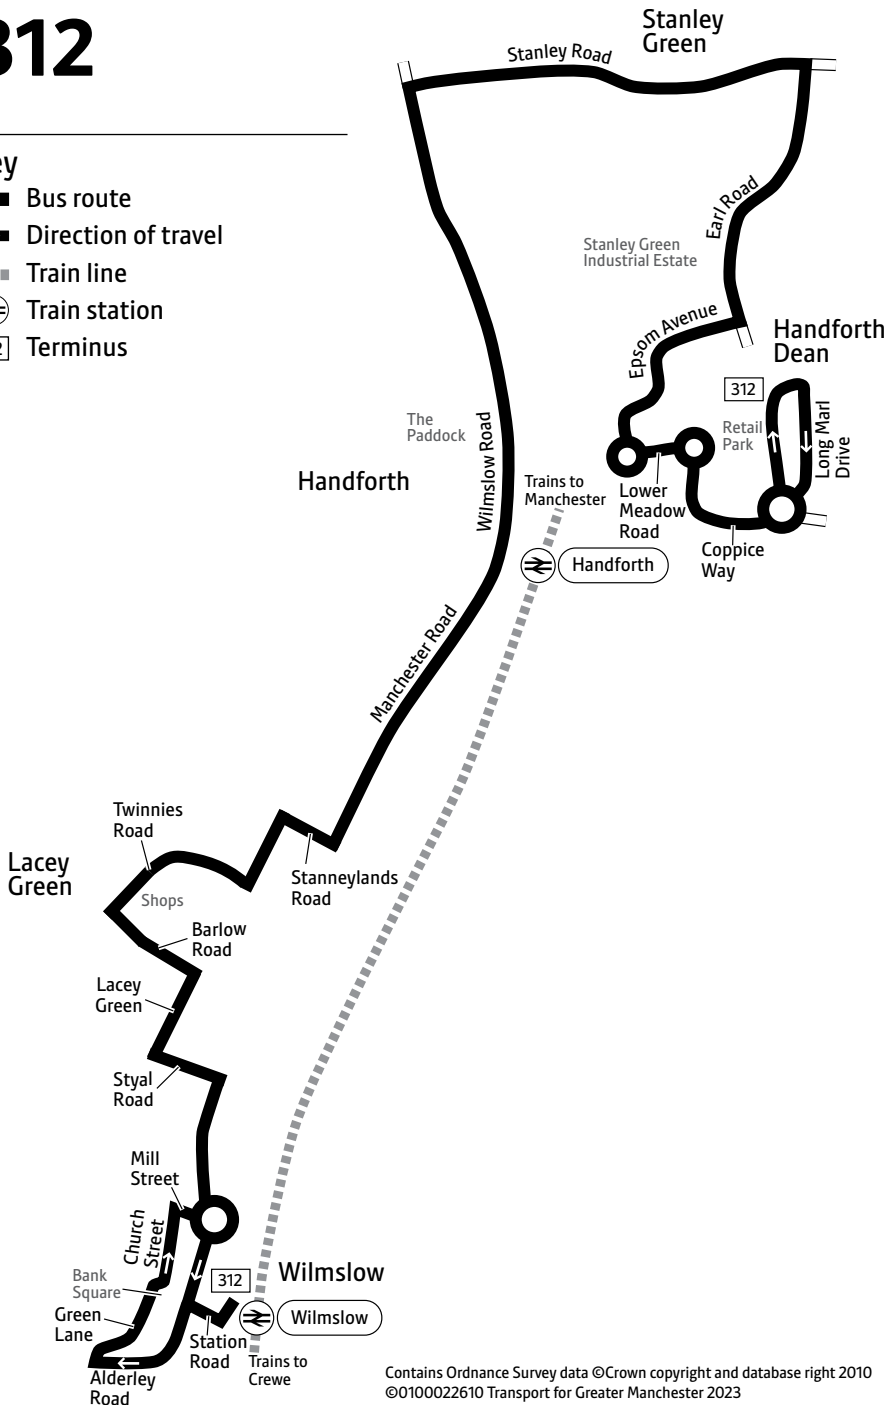 312
Key
Bus route
Direction of travel
Train line
Train station
Terminus
Stanley
Green
Stanley Road
Earl Road
Stanley Green
Industrial Estate
Epsom Avenue
Handforth
Dean
312
Retail
Park
Long Marl
Drive
The
Paddock
Wilmslow Road
Handforth
Trains to
Manchester
Lower
Meadow
Road
Coppice
Way
Handforth
Manchester Road
Twinnies
Road
Lacey
Green
Shops
Stanneylands
Road
Barlow
Road
Lacey
Green
Styal
Road
Mill
Street
Church
Street
Bank
Square
Green
Lane
312
Wilmslow
Wilmslow
Station
Road
Trains to
Crewe
Alderley
Road
Contains Ordnance Survey data ©Crown copyright and database right 2010
©0100022610 Transport for Greater Manchester 2023